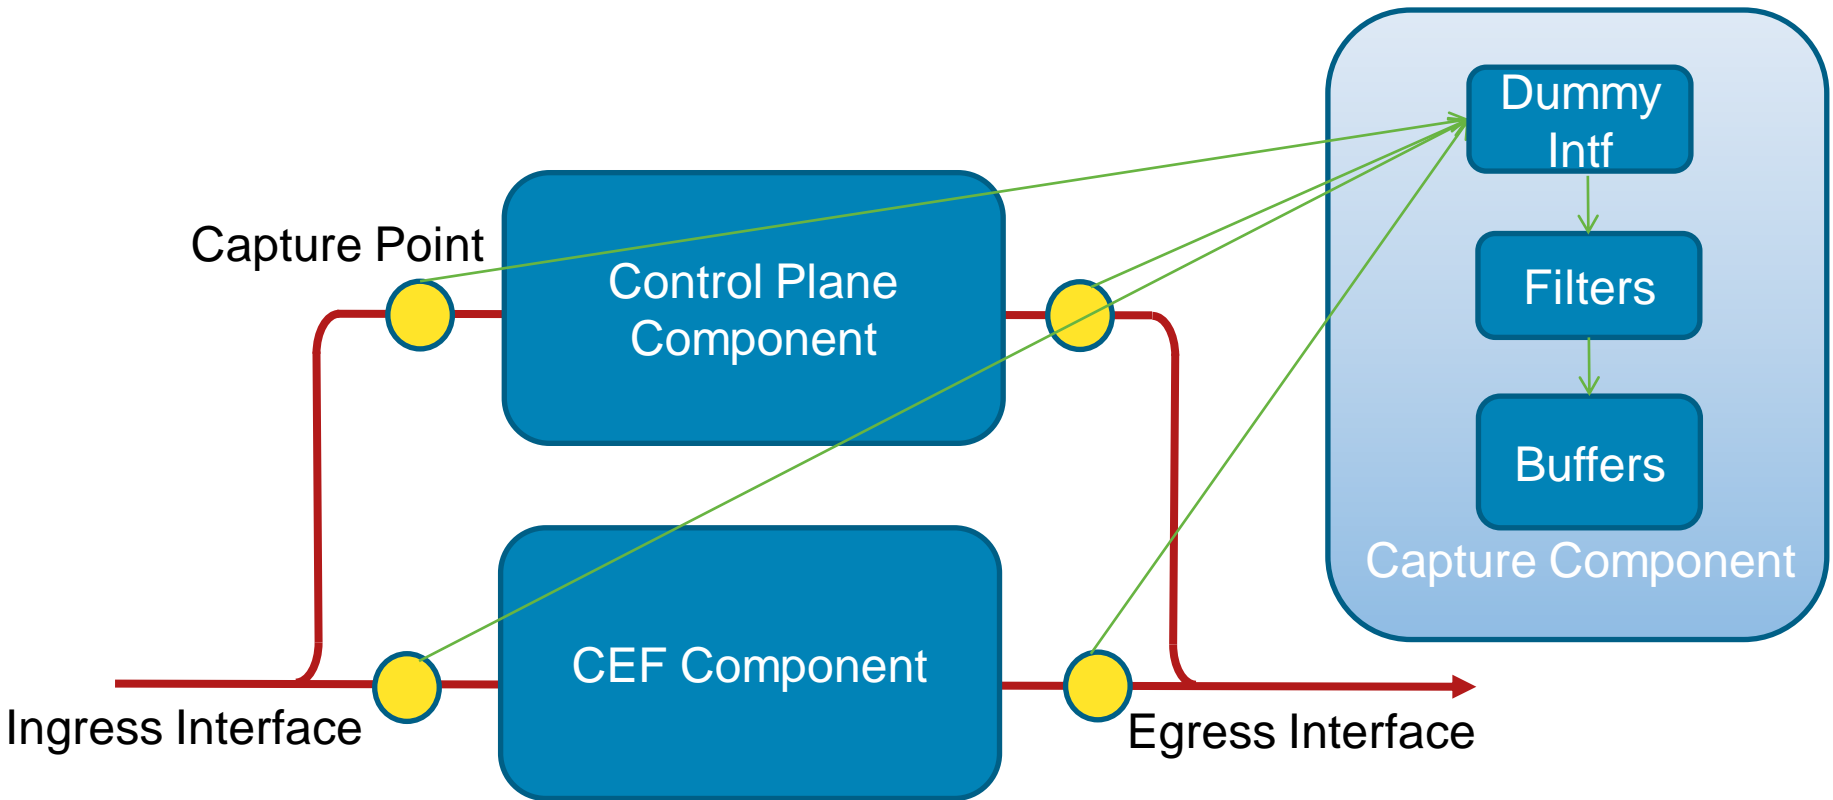 Dummy
Intf
Capture Point
Control Plane
Component
Filters
Buffers
Capture Component
CEF Component
Ingress Interface
Egress Interface